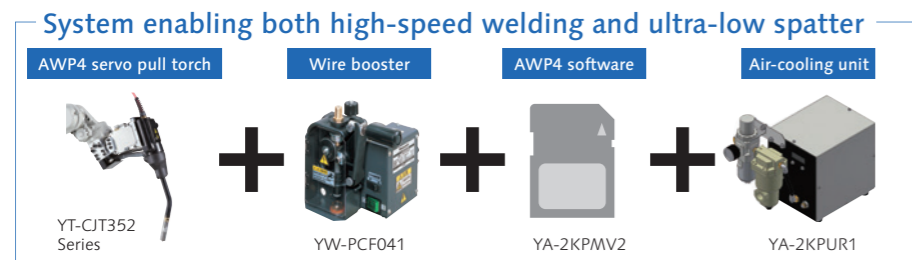 System enabling both high-speed welding and ultra-low spatter
AWP4 servo pull torch
Wire booster
AWP4 software
Air-cooling unit
YT-CJT352
Series
YW-PCF041
YA-2KPMV2
YA-2KPUR1